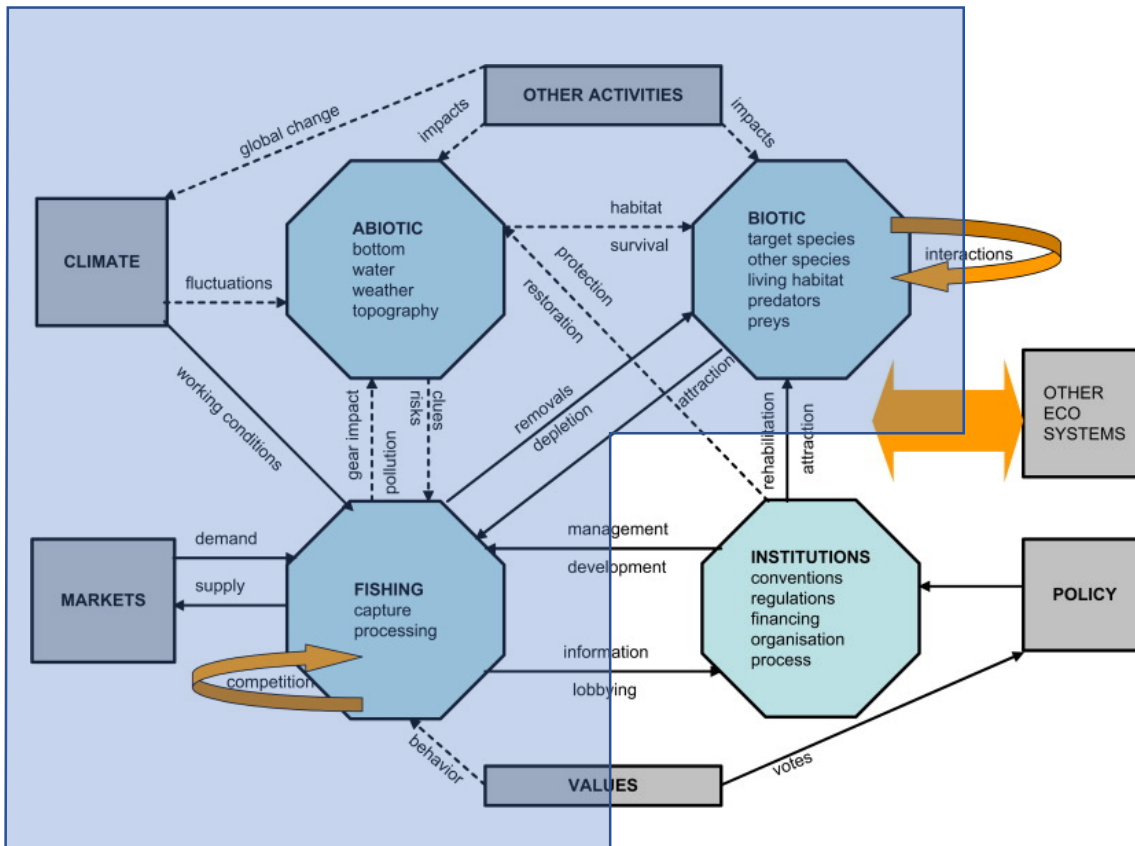 OTHER ACTIVITIES
global change
impacts
impacts
CLIMATE
ABIOTIC
bottom
water
weather
topography
habitat
survival
BIOTIC
target species
other species
living habitat
predators
preys
interactions
fluctuations
protection
restoration
working conditions
gear impact
pollution
clues
risks
removals
depletion
attraction
rehabilitation
attraction
OTHER
ECO
SYSTEMS
MARKETS
demand
supply
FISHING
capture
processing
competition
management
development
information
lobbying
INSTITUTIONS
conventions
regulations
financing
organisation
process
POLICY
behavior
VALUES
votes